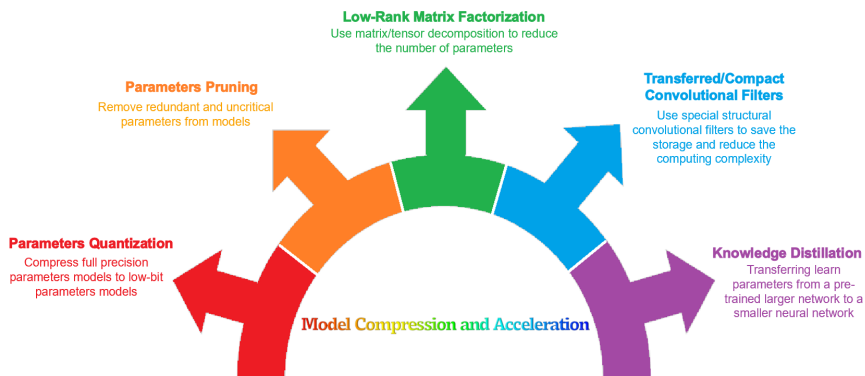 Low-Rank Matrix Factorization
Use matrix/tensor decomposition to reduce
the number of parameters
Parameters Pruning
Remove redundant and uncritical
parameters from models
Transferred/Compact
Convolutional Filters
Use special structural
convolutional filters to save the
storage and reduce the
computing complexity
Parameters Quantization
Compress full precision
parameters models to low-bit
parameters models
Knowledge Distillation
Transferring learn
parameters from a pre-
trained larger network to a
smaller neural network
Model Compression and Acceleration